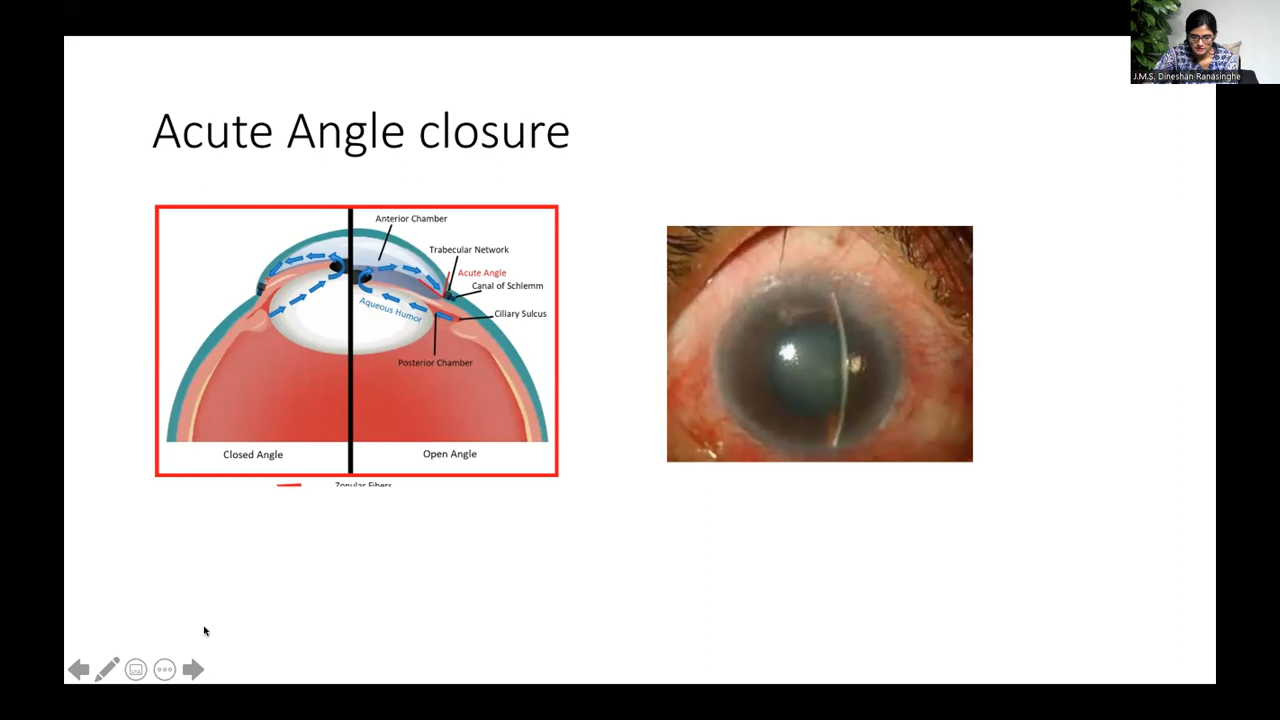 J.M.S. Dineshan Ranasinghe
Acute Angle closure
Anterior Chamber
Trabecular Network
Acute Angle
Canal of Schlemm
Aqueous Humor
Ciliary Sulcus
Posterior Chamber
Closed Angle
Open Angle
Zonular Fibers